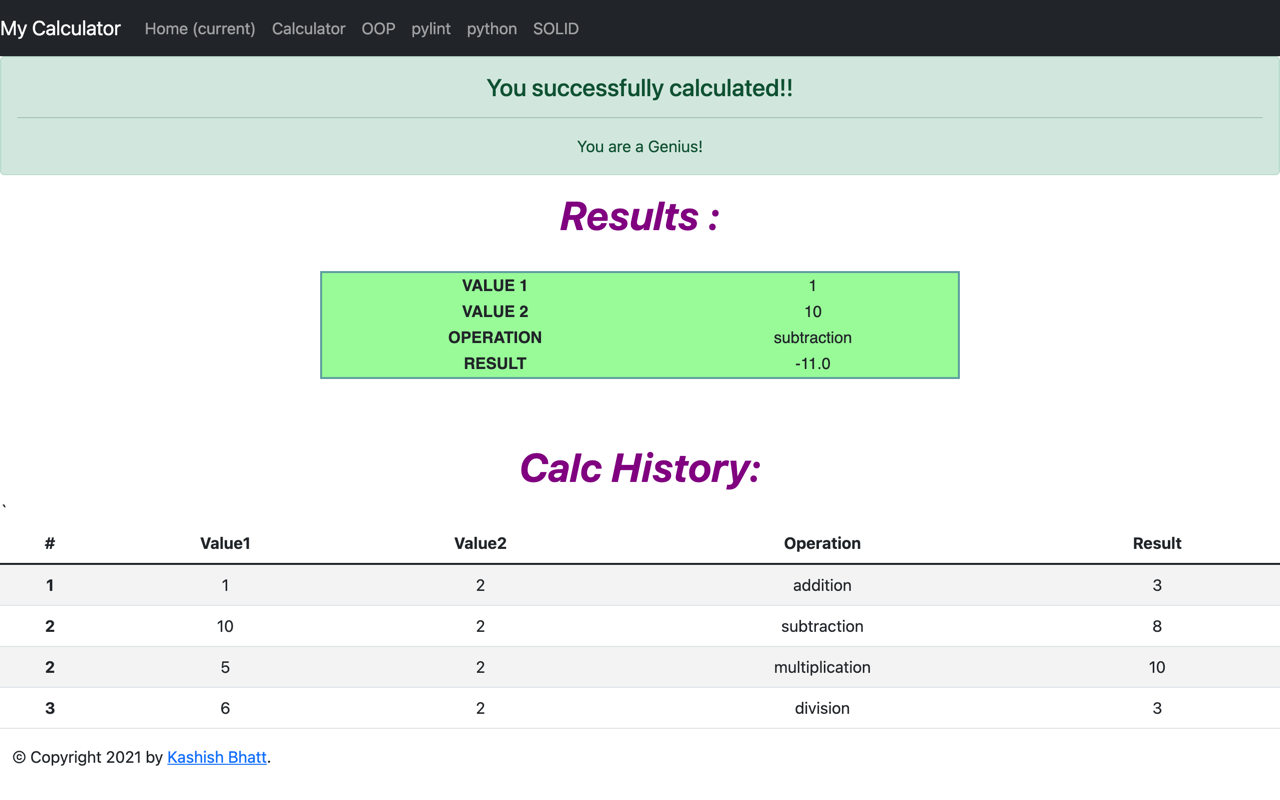 My Calculator Home (current) Calculator OOP pylint python SOLID
You successfully calculated!!
You are a Genius!
Results :
VALUE 1 1
VALUE 2 10
OPERATION subtraction
RESULT -11.0
Calc History:
`
# Value1 Value2 Operation Result
1 1 2 addition 3
2 10 2 subtraction 8
2 5 2 multiplication 10
3 6 2 division 3
© Copyright 2021 by Kashish Bhatt.